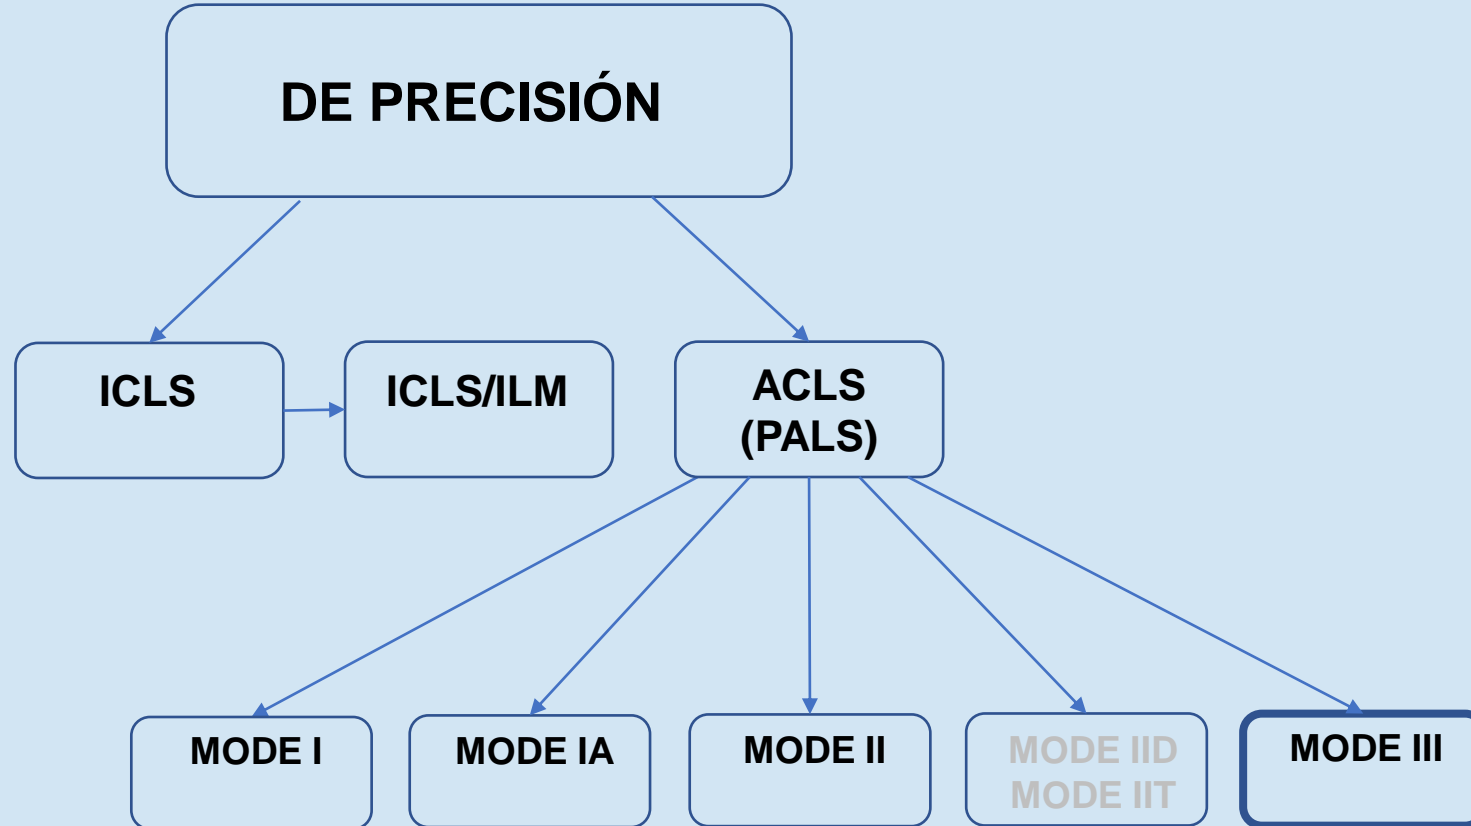 DE PRECISIÓN
ICLS
ICLS/ILM
ACLS
(PALS)
MODE I
MODE IA
MODE II
MODE IID
MODE IIT
MODE III